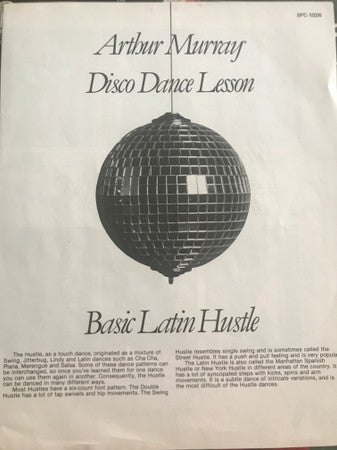 SPC-1026
Arthur Murray
Disco Dance Lesson
Basic Latin Hustle
The Hustle, as a touch dance, originated as a mixture of
Swing, Jitterbug, Lindy and Latin dances such as Cha Cha,
Piana, Merengue and Salsa. Some of these dance patterns can
be interchanged, so once you've learned them for one dance
you can use them again in another. Consequently, the Hustle
can be danced in many different ways.
Most Hustles have a six-count foot pattern. The Double
Hustle has a lot of tap swivels and hip movements. The Swing
Hustle resembles single swing and is sometimes called the
Street Hustle. It has a push and pull feeling and is very popular
The Latin Hustle is also called the Manhattan Spanish
Hustle or New York Hustle in different areas of the country. It
has a lot of syncopated steps with kicks, spins and arm
movements. It is a subtle dance of intricate variations, and is
the most difficult of the Hustle dances.